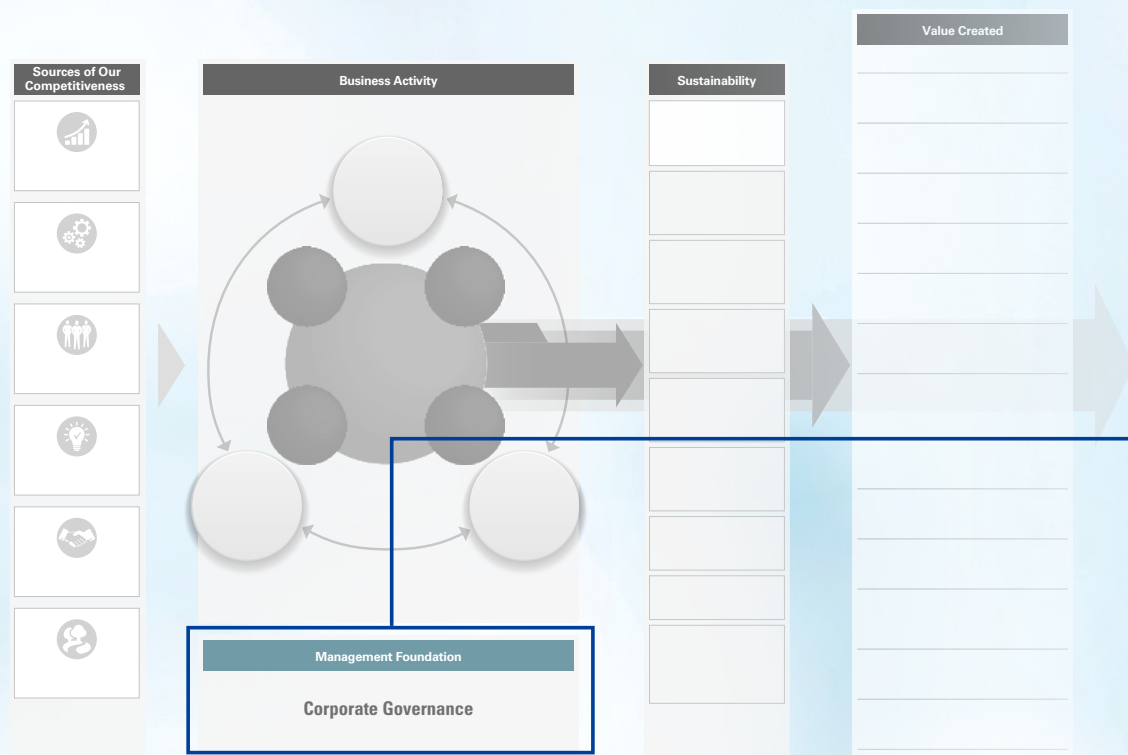 Sources of Our
Competitiveness
Business Activity
Sustainability
Value Created
Management Foundation
Corporate Governance